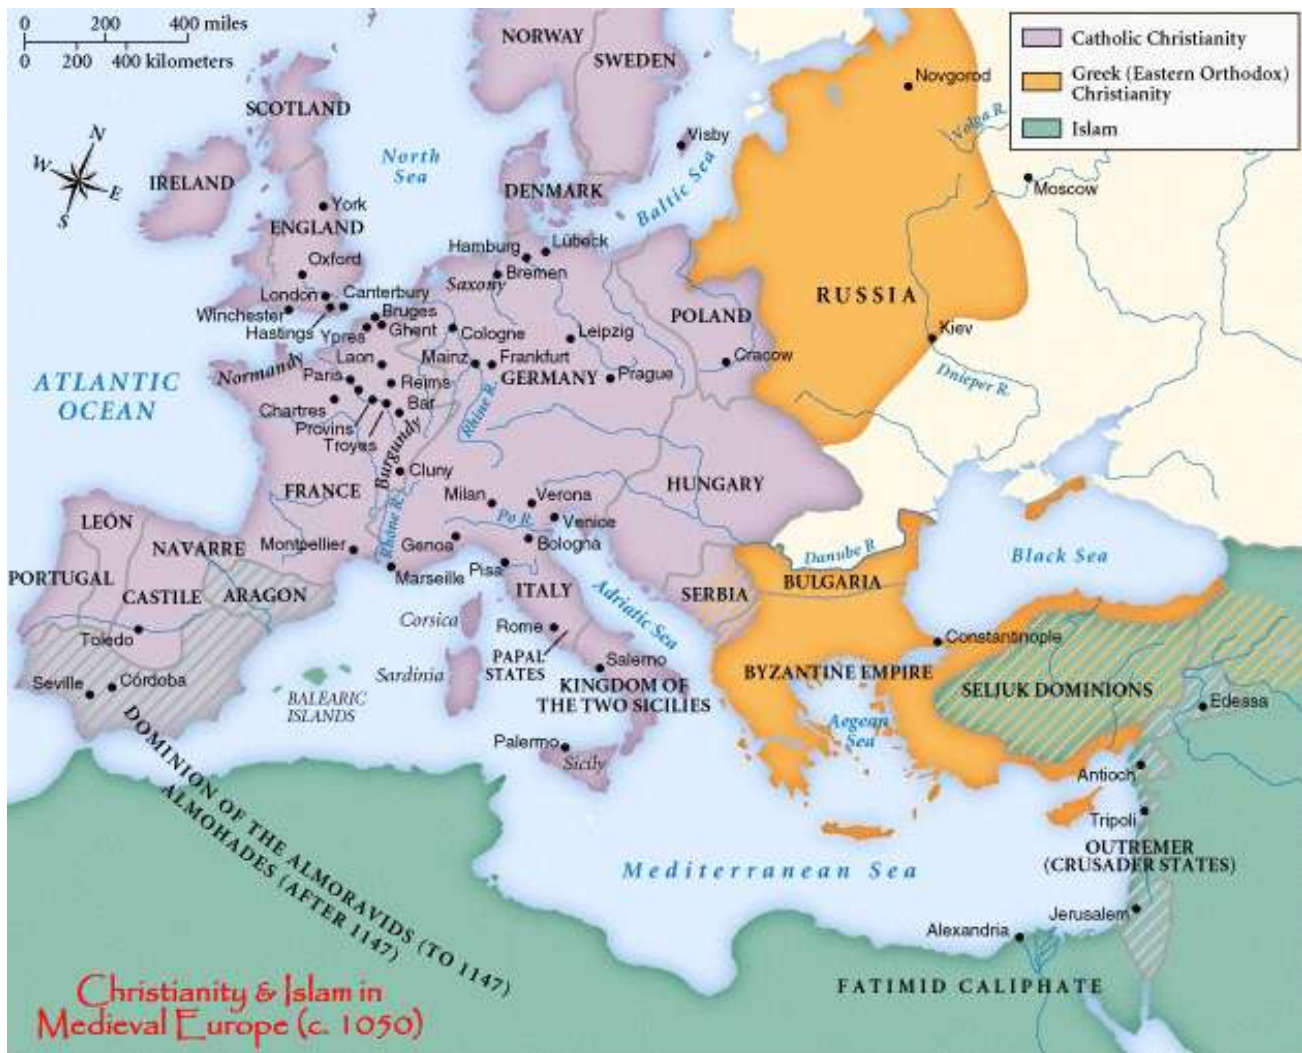 0 200 400 miles
0 200 400 kilometers
Catholic Christianity
Greek (Eastern Orthodox)
Christianity
Islam
N
W
E
S
NORWAY
SWEDEN
Novgorod
Volga R.
SCOTLAND
North
Sea
Visby
Baltic Sea
Moscow
IRELAND
DENMARK
York
ENGLAND
Hamburg
Lübeck
Oxford
Saxony
Bremen
London
Canterbury
RUSSIA
Winchester
Hastings
Bruges
Ypres
Ghent
Cologne
Leipzig
POLAND
Kiev
Normandy
Laon
Mainz
Frankfurt
Cracow
ATLANTIC
OCEAN
Paris
Reims
GERMANY
Prague
Dnieper R.
Chartres
Bar
Rhine R.
Provins
Troyes
Burgundy
Cluny
FRANCE
HUNGARY
Milan
Verona
LEÓN
Rhône R.
Po R.
Venice
NAVARRE
Montpellier
Genoa
Bologna
Danube R
Black Sea
PORTUGAL
Marseille
Pisa
ITALY
SERBIA
BULGARIA
CASTILE
ARAGON
Adriatic Sea
Corsica
Toledo
Rome
Constantinople
PAPAL
STATES
Salerno
Sardinia
BYZANTINE EMPIRE
Seville
Córdoba
BALEARIC
ISLANDS
KINGDOM OF
THE TWO SICILIES
SELJUK DOMINIONS
Edessa
Aegean
Sea
Palermo
Sicily
Antioch
Tripoli
DOMINION OF THE ALMORAVIDS (TO 1147)
ALMOHADES (AFTER 1147)
OUTREMER
(CRUSADER STATES)
Mediterranean Sea
Jerusalem
Alexandria
FATIMID CALIPHATE
Christianity & Islam in
Medieval Europe (c. 1050)